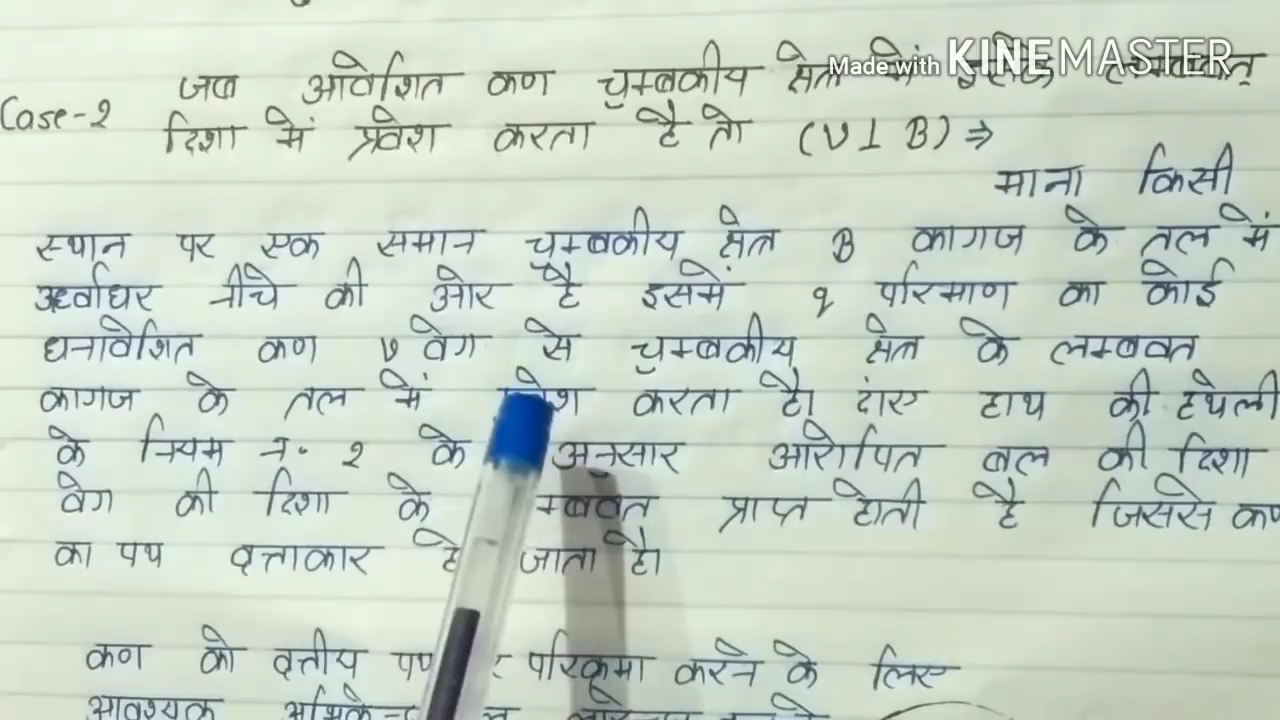 Made with KINEMASTER
जब आवेशित कण चुम्बकीय क्षेत्र में
Case-2 दिशा में प्रवेश करता है तो (V⊥B) ⇒
माना किसी
स्थान पर एक समान चुम्बकीय क्षेत्र B कागज के तल में
नीचे की ओर है इसमें q परिमाण का कोई
धनावेशित कण v वेग से चुम्बकीय क्षेत्र के लम्बवत
कागज के तल में करता है। दांए हाथ की हथेली
के नियम न. 2 के अनुसार आरोपित बल की दिशा
वेग की दिशा के प्राप्त होती है जिससे कण
का पथ वृत्ताकार हो जाता है।
कण को वृत्तीय परिक्रमा करने के लिए
आवश्यक